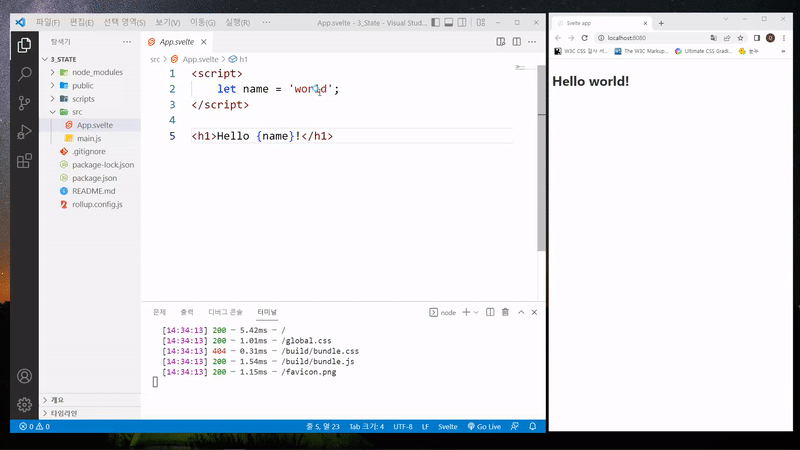 파일(F) 편집(E) 선택 영역(S) 보기(V) 이동(G) 실행(R) ··· App.svelte - 3_State - Visual Stud...
탐색기 ···
3_STATE
node_modules
public
scripts
src
App.svelte
main.js
.gitignore
package-lock.json
package.json
README.md
rollup.config.js
개요
타임라인
App.svelte
src > App.svelte > h1
1 <script>
2 let name = 'world';
3 </script>
4
5 <h1>Hello {name}!</h1>
문제 출력 디버그 콘솔 터미널 node
[14:34:13] 200 – 5.42ms – /
[14:34:13] 200 – 1.01ms – /global.css
[14:34:13] 404 – 0.31ms – /build/bundle.css
[14:34:13] 200 – 1.54ms – /build/bundle.js
[14:34:13] 200 – 1.15ms – /favicon.png
0 0 줄 5, 열 23 Tab 크기: 4 UTF-8 LF Svelte Go Live
Svelte app
localhost:8080
W3C CSS 검사 서... The W3C Markup... Ultimate CSS Gradi... 눈누
Hello world!